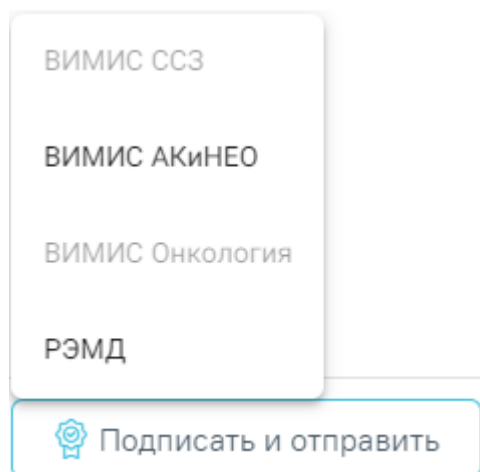 ВИМИС ССЗ
ВИМИС АКиНЕО
ВИМИС Онкология
РЭМД
Подписать и отправить